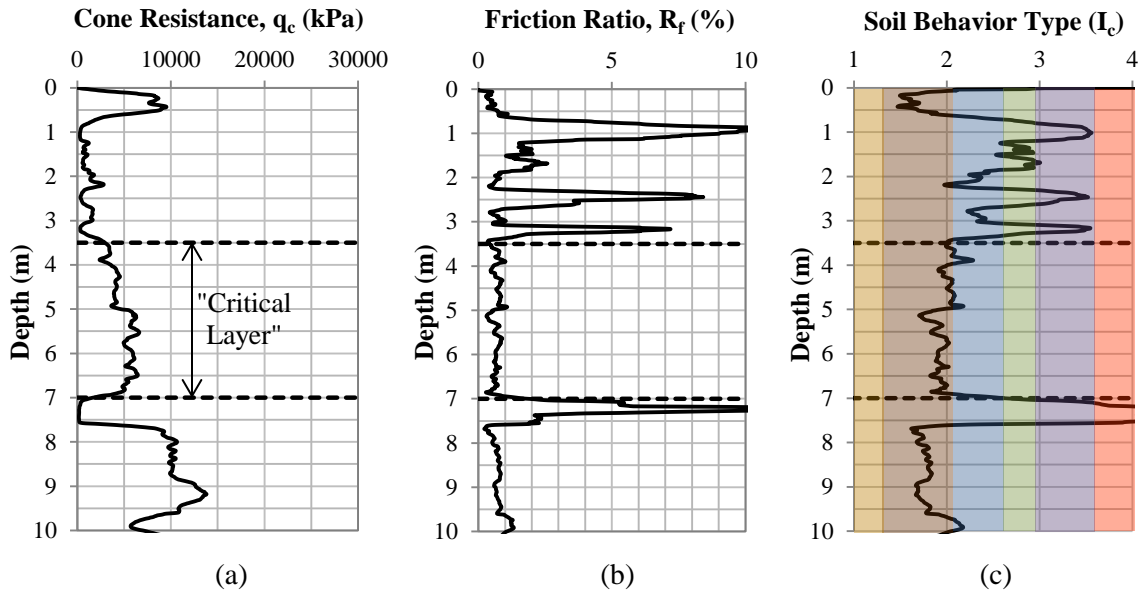 Cone Resistance, q_c (kPa)
0 10000 20000 30000
Depth (m)
0
1
2
3
4
5
6
7
8
9
10
"Critical
Layer"
(a)
Friction Ratio, R_f (%)
0 5 10
Depth (m)
0
1
2
3
4
5
6
7
8
9
10
(b)
Soil Behavior Type (I_c)
1 2 3 4
Depth (m)
0
1
2
3
4
5
6
7
8
9
10
(c)